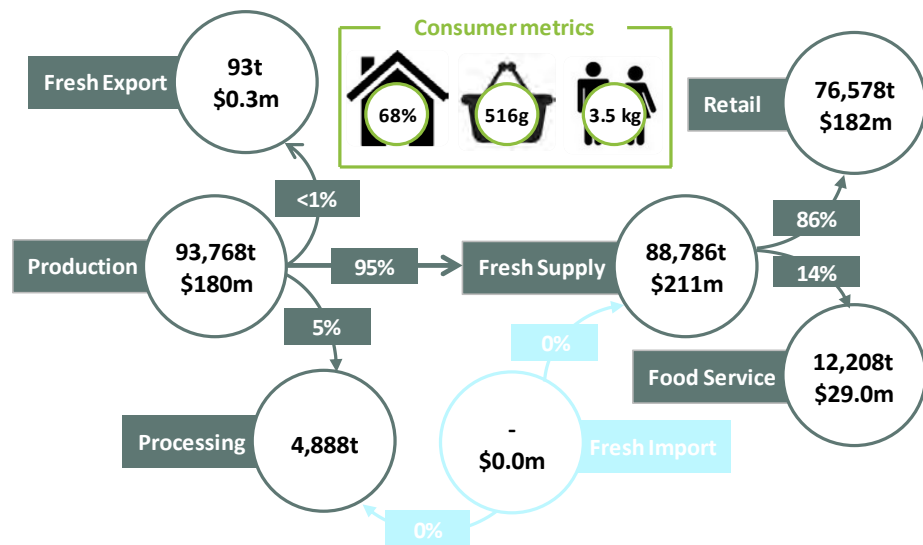 Consumer metrics
68%
516g
3.5 kg
Fresh Export
93t
$0.3m
Retail
76,578t
$182m
<1%
86%
Production
93,768t
$180m
95%
Fresh Supply
88,786t
$211m
14%
5%
0%
Food Service
12,208t
$29.0m
Processing
4,888t
-
$0.0m
Fresh Import
0%